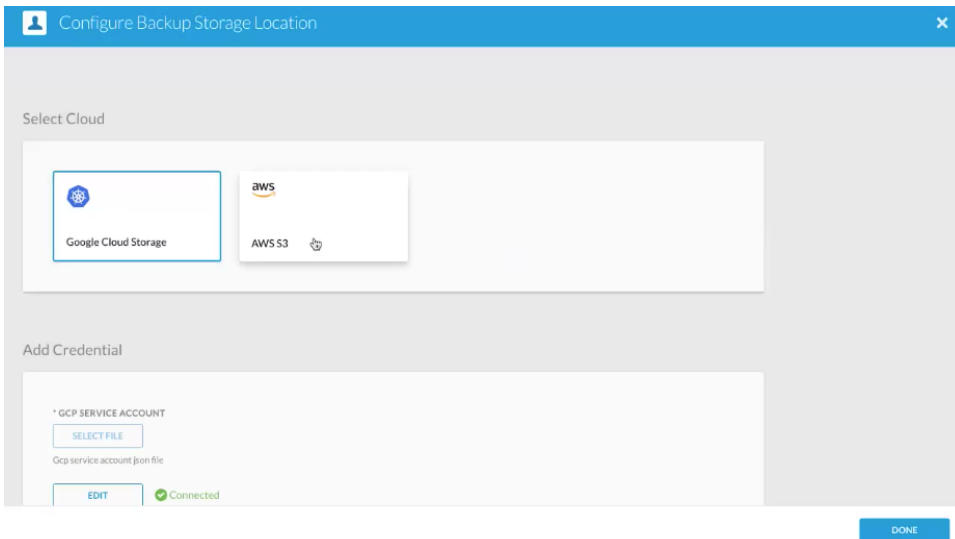 Configure Backup Storage Location
Select Cloud
aws
Google Cloud Storage
AWS S3
Add Credential
* GCP SERVICE ACCOUNT
SELECT FILE
Gcp service account json file
EDIT
Connected
DONE